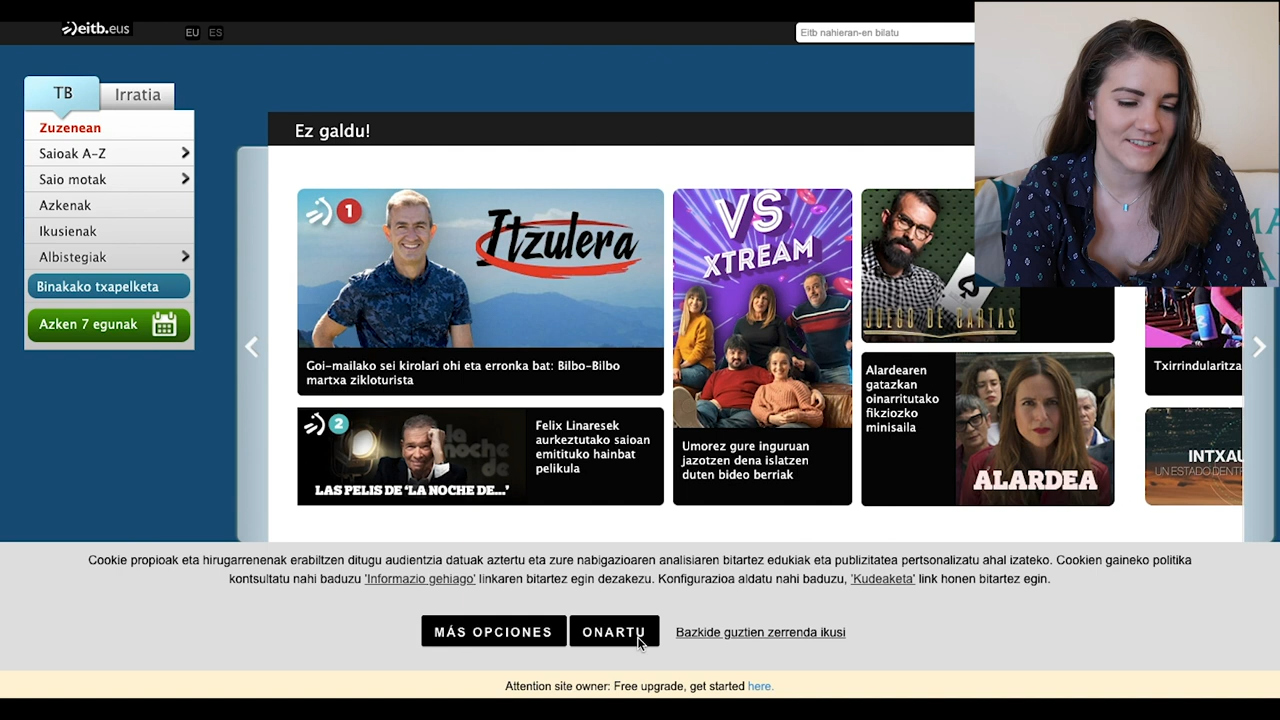 eitb.eus
EU ES
Eitb nahieran-en bilatu
TB
Irratia
Zuzenean
Saioak A-Z
Saio motak
Azkenak
Ikusienak
Albistegiak
Binakako txapelketa
Azken 7 egunak
Ez galdu!
1
Itzulera
Goi-mailako sei kirolari ohi eta erronka bat: Bilbo-Bilbo
martxa zikloturista
2
LAS PELIS DE 'LA NOCHE DE...'
Felix Linaresek
aurkeztutako saioan
emitituko hainbat
pelikula
VS
XTREAM
Umorez gure inguruan
jazotzen dena islatzen
duten bideo berriak
JUEGO DE CARTAS
Alardearen
gatazkan
oinarritutako
fikziozko
minisaila
ALARDEA
Txirrindularitza
INTXAU
UN ESTADO DENT
Cookie propioak eta hirugarrenenak erabiltzen ditugu audientzia datuak aztertu eta zure nabigazioaren analisiaren bitartez edukiak eta publizitatea pertsonalizatu ahal izateko. Cookien gaineko politika
kontsultatu nahi baduzu 'Informazio gehiago' linkaren bitartez egin dezakezu. Konfigurazioa aldatu nahi baduzu, 'Kudeaketa' link honen bitartez egin.
MÁS OPCIONES
ONARTU
Bazkide guztien zerrenda ikusi
Attention site owner: Free upgrade, get started here.